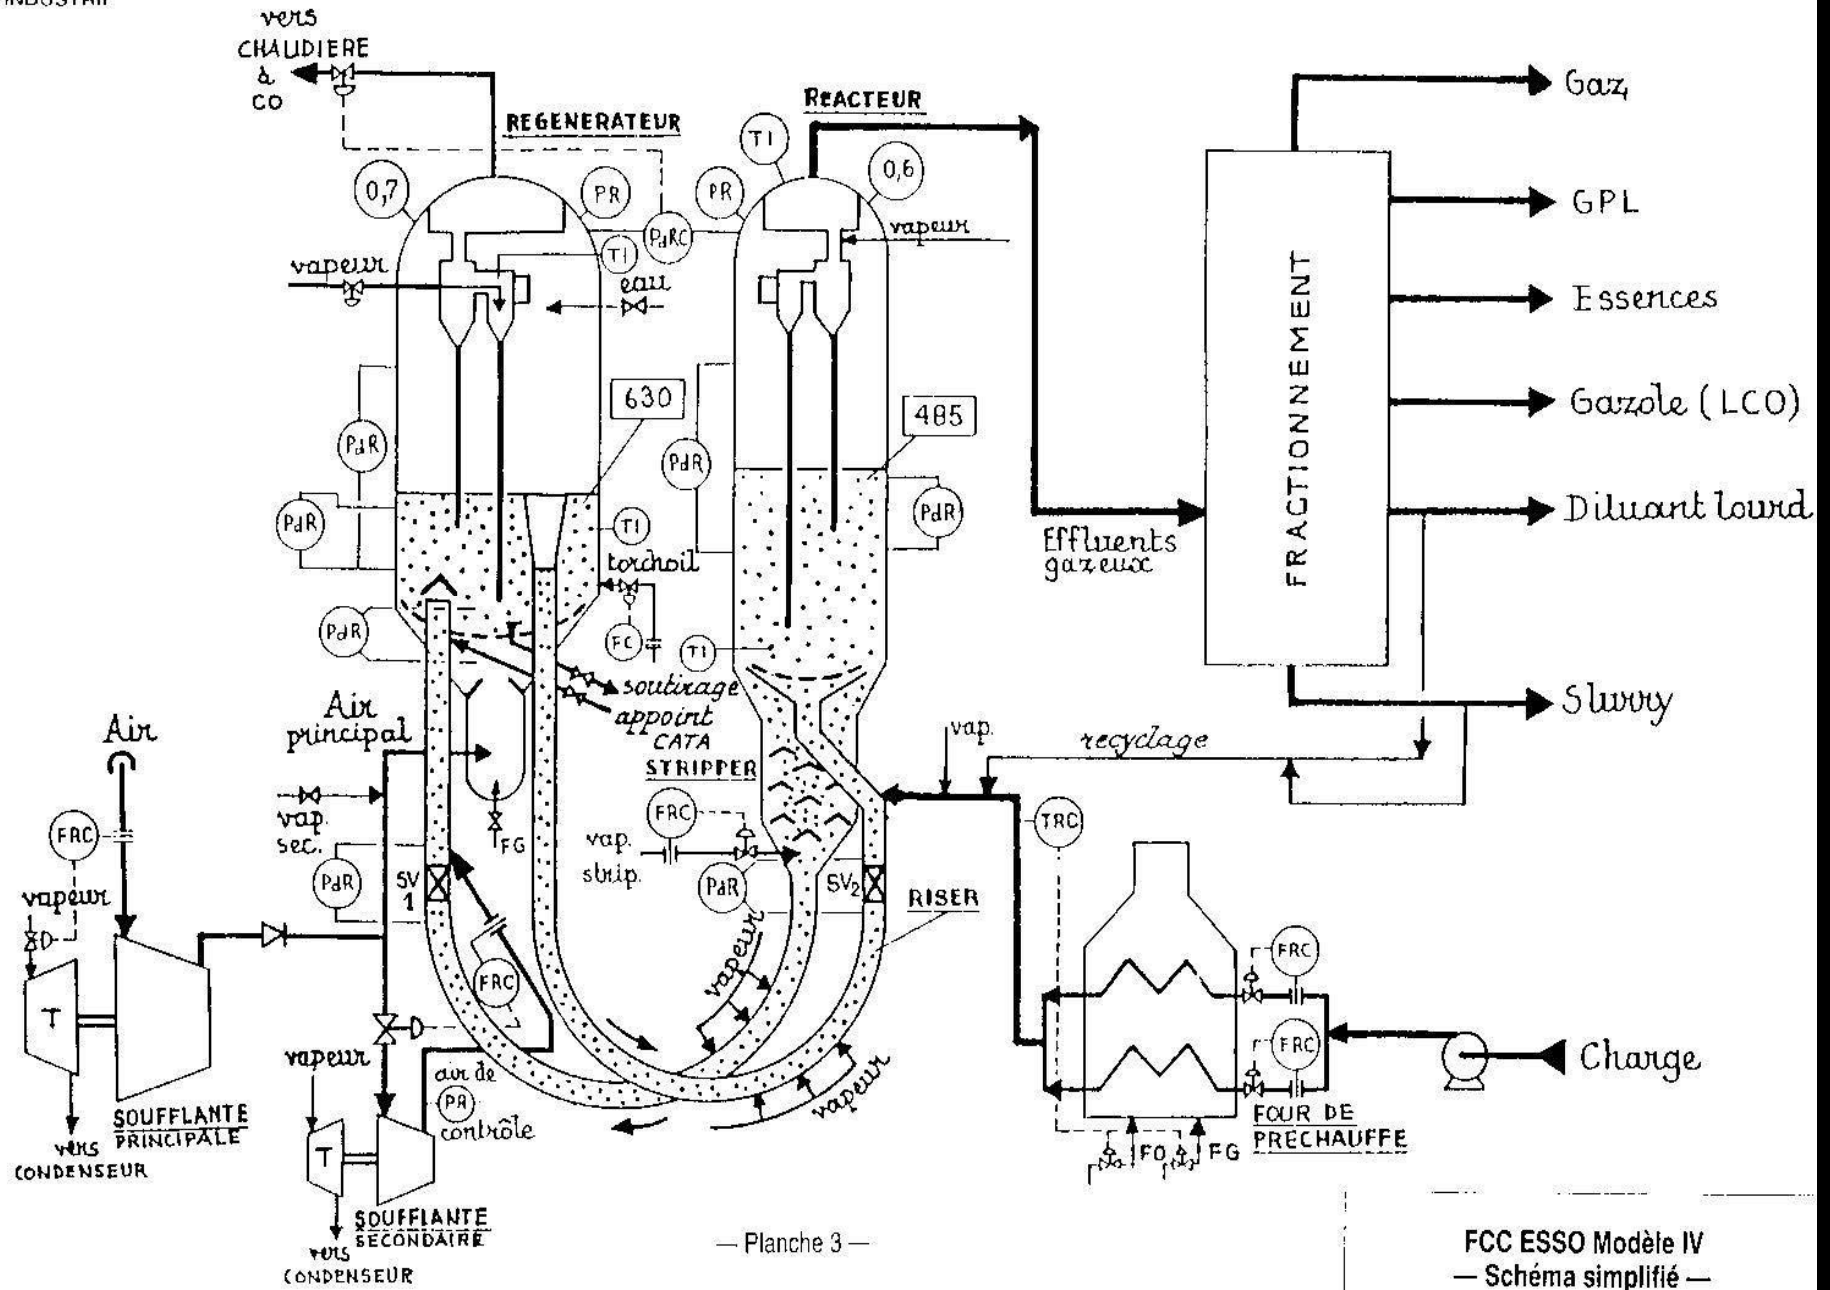 vers
CHAUDIERE
à
CO
REGENERATEUR
REACTEUR
TI
0,7
PR
PR
0,6
PdRC
TI
vapeur
vapeur
eau
630
485
PdR
PdR
PdR
PdR
TI
torchoil
FC
PdR
TI
soutirage
appoint
CATA
STRIPPER
Air
principal
Air
FRC
vapeur
vap.
sec.
PdR
SV
1
FG
FRC
vap.
strip.
PdR
SV2
RISER
vap.
recyclage
vapeur
vapeur
FRC
T
SOUFFLANTE
PRINCIPALE
vers
CONDENSEUR
vapeur
air de
PR
contrôle
T
SOUFFLANTE
SECONDAIRE
vers
CONDENSEUR
Effluents
gazeux
FRACTIONNEMENT
Gaz
GPL
Essences
Gazole (LCO)
Diluant lourd
Slurry
TRC
FRC
FRC
Charge
FOUR DE
PRECHAUFFE
FO
FG
— Planche 3 —
FCC ESSO Modèle IV
— Schéma simplifié —